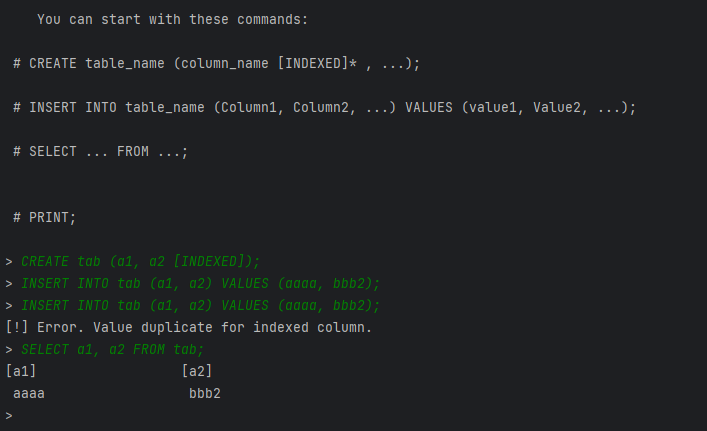 You can start with these commands:
# CREATE table_name (column_name [INDEXED]* , ...);
# INSERT INTO table_name (Column1, Column2, ...) VALUES (value1, Value2, ...);
# SELECT ... FROM ...;
# PRINT;
> CREATE tab (a1, a2 [INDEXED]);
> INSERT INTO tab (a1, a2) VALUES (aaaa, bbb2);
> INSERT INTO tab (a1, a2) VALUES (aaaa, bbb2);
[!] Error. Value duplicate for indexed column.
> SELECT a1, a2 FROM tab;
[a1] [a2]
aaaa bbb2
>